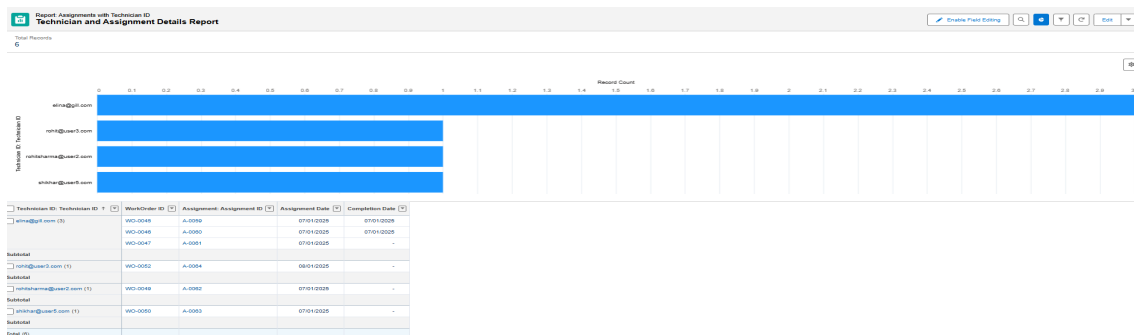 Report: Assignments with Technician ID
Technician and Assignment Details Report
Enable Field Editing
Edit
Total Records
6
Record Count
0 0.1 0.2 0.3 0.4 0.5 0.6 0.7 0.8 0.9 1 1.1 1.2 1.3 1.4 1.5 1.6 1.7 1.8 1.9 2 2.1 2.2 2.3 2.4 2.5 2.6 2.7 2.8 2.9
Technician ID: Technician ID
elina@gill.com
rohit@user3.com
rohitsharma@user2.com
shikhar@user5.com
Technician ID: Technician ID ↑ WorkOrder ID Assignment: Assignment ID Assignment Date Completion Date
elina@gill.com (3) WO-0045 A-0059 07/01/2025 07/01/2025
WO-0046 A-0060 07/01/2025 07/01/2025
WO-0047 A-0061 07/01/2025 -
Subtotal
rohit@user3.com (1) WO-0052 A-0064 08/01/2025 -
Subtotal
rohitsharma@user2.com (1) WO-0049 A-0062 07/01/2025 -
Subtotal
shikhar@user5.com (1) WO-0050 A-0063 07/01/2025 -
Subtotal
Total (6)